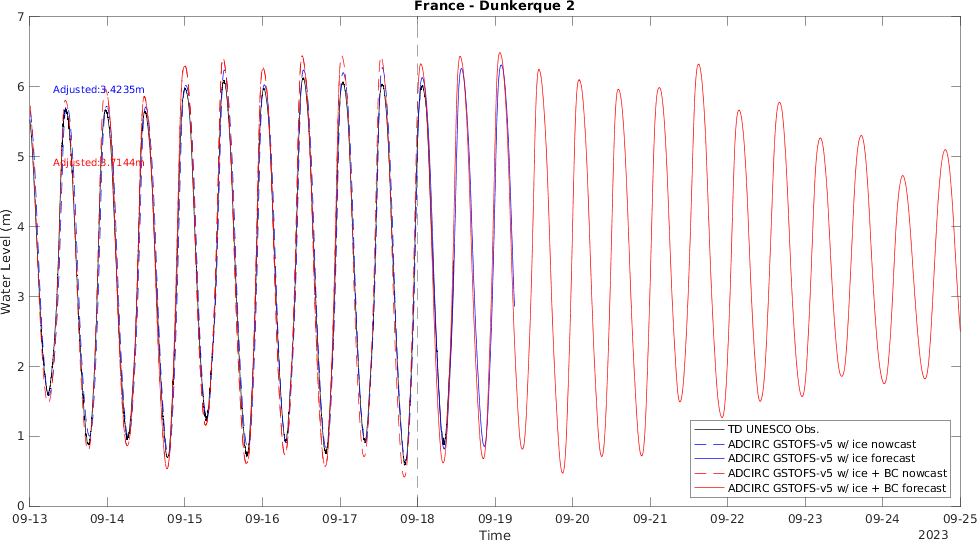 France - Dunkerque 2
7
6
5
4
3
2
1
0
Water Level (m)
Adjusted:3.4235m
Adjusted:3.7144m
TD UNESCO Obs.
ADCIRC GSTOFS-v5 w/ ice nowcast
ADCIRC GSTOFS-v5 w/ ice forecast
ADCIRC GSTOFS-v5 w/ ice + BC nowcast
ADCIRC GSTOFS-v5 w/ ice + BC forecast
09-13 09-14 09-15 09-16 09-17 09-18 09-19 09-20 09-21 09-22 09-23 09-24 09-25
Time
2023